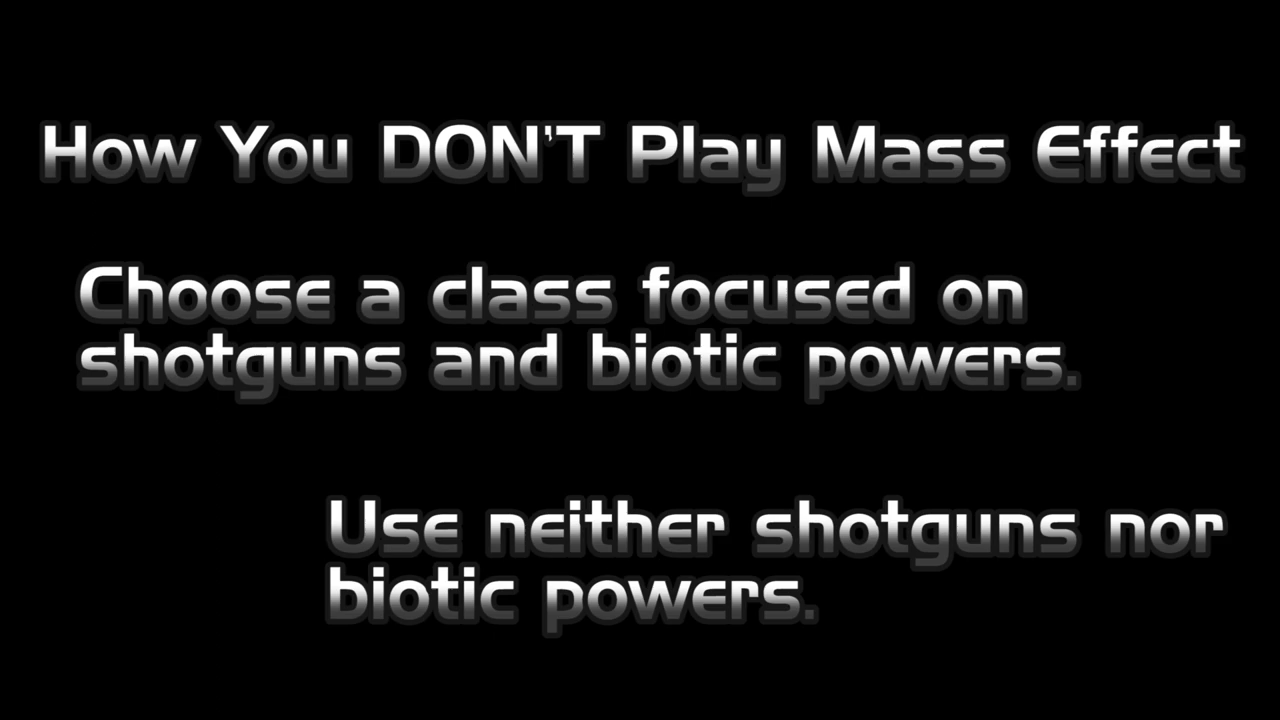 How You DON'T Play Mass Effect
Choose a class focused on
shotguns and biotic powers.
Use neither shotguns nor
biotic powers.